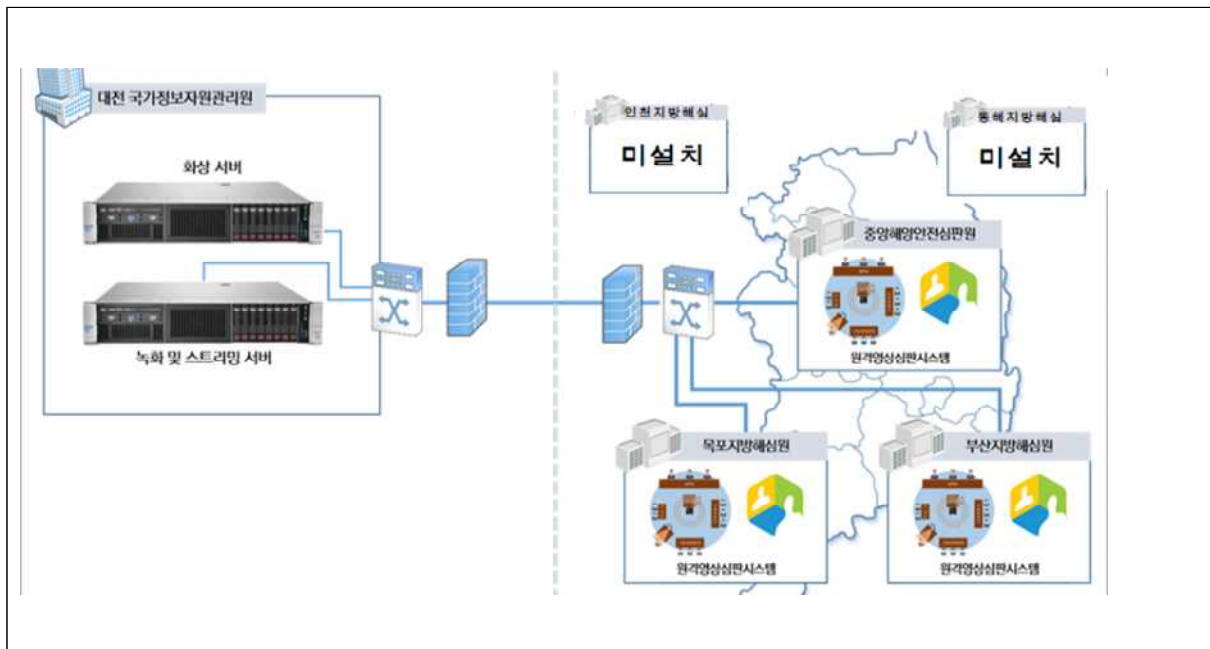 대전 국가정보자원관리원
화상 서버
녹화 및 스트리밍 서버
인천지방해심
미설치
동해지방해심
미설치
중앙해양안전심판원
원격영상심판시스템
목포지방해심원
원격영상심판시스템
부산지방해심원
원격영상심판시스템